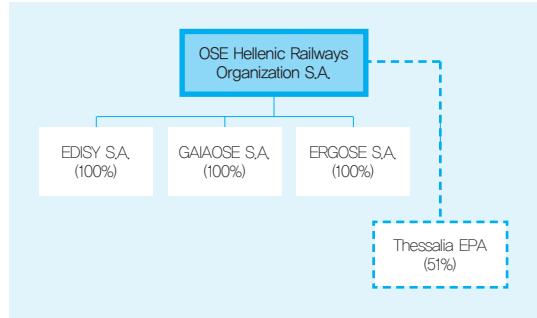 OSE Hellenic Railways
Organization S.A.
EDISY S.A.
(100%)
GAIAOSE S.A.
(100%)
ERGOSE S.A.
(100%)
Thessalia EPA
(51%)